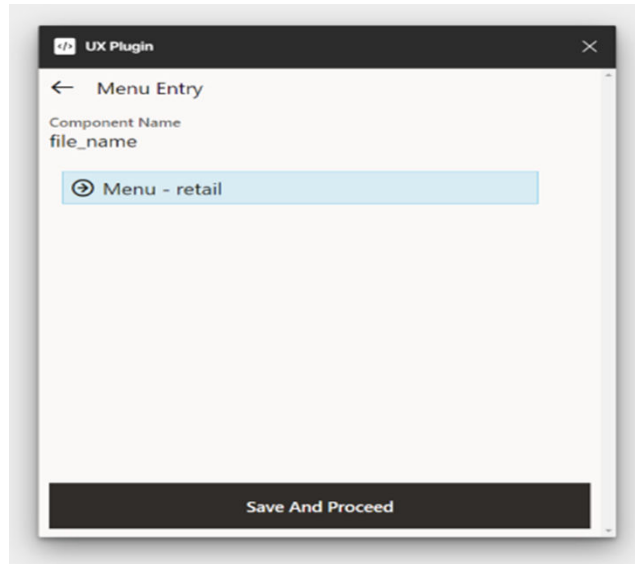 UX Plugin
Menu Entry
Component Name
file_name
Menu - retail
Save And Proceed